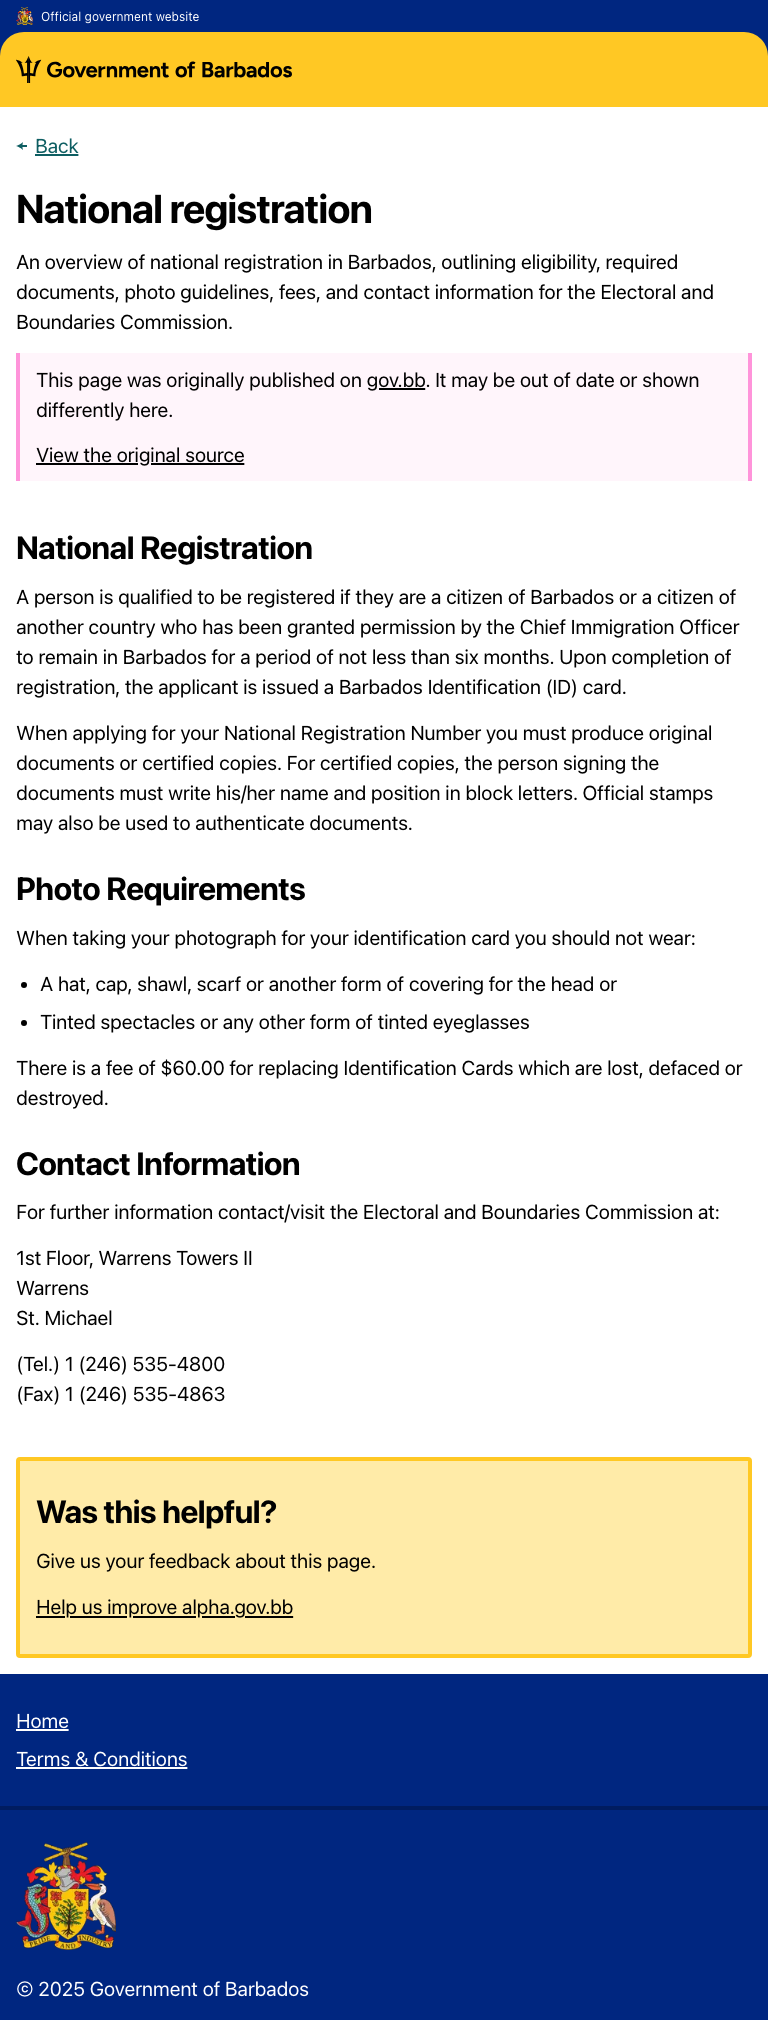 Official government website
Government of Barbados
Back
National registration
An overview of national registration in Barbados, outlining eligibility, required
documents, photo guidelines, fees, and contact information for the Electoral and
Boundaries Commission.
This page was originally published on gov.bb. It may be out of date or shown
differently here.
View the original source
National Registration
A person is qualified to be registered if they are a citizen of Barbados or a citizen of
another country who has been granted permission by the Chief Immigration Officer
to remain in Barbados for a period of not less than six months. Upon completion of
registration, the applicant is issued a Barbados Identification (ID) card.
When applying for your National Registration Number you must produce original
documents or certified copies. For certified copies, the person signing the
documents must write his/her name and position in block letters. Official stamps
may also be used to authenticate documents.
Photo Requirements
When taking your photograph for your identification card you should not wear:
• A hat, cap, shawl, scarf or another form of covering for the head or
• Tinted spectacles or any other form of tinted eyeglasses
There is a fee of $60.00 for replacing Identification Cards which are lost, defaced or
destroyed.
Contact Information
For further information contact/visit the Electoral and Boundaries Commission at:
1st Floor, Warrens Towers II
Warrens
St. Michael
(Tel.) 1 (246) 535-4800
(Fax) 1 (246) 535-4863
Was this helpful?
Give us your feedback about this page.
Help us improve alpha.gov.bb
Home
Terms & Conditions
PRIDE AND INDUSTRY
© 2025 Government of Barbados